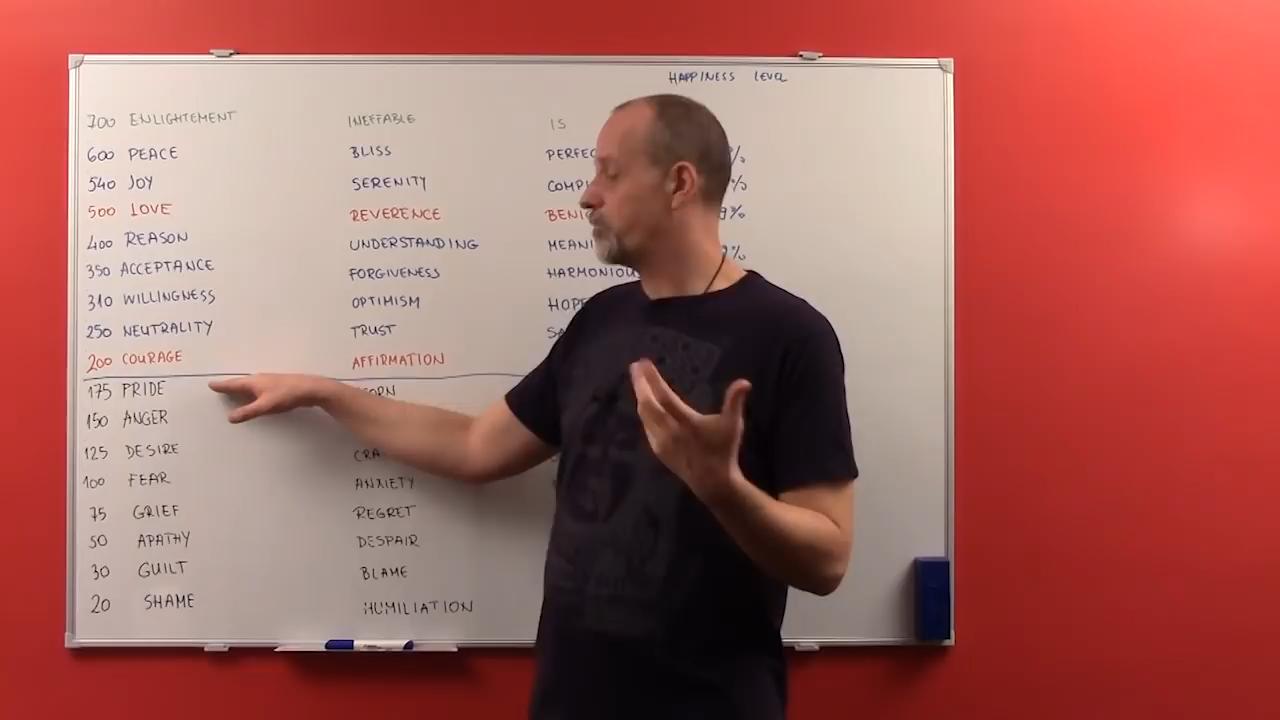 HAPPINESS LEVEL
700 ENLIGHTEMENT INEFFABLE IS
600 PEACE BLISS %
540 JOY SERENITY %
500 LOVE REVERENCE 9%
400 REASON UNDERSTANDING %
350 ACCEPTANCE FORGIVENESS HARMONIOUS
310 WILLINGNESS OPTIMISM
250 NEUTRALITY TRUST
200 COURAGE AFFIRMATION
175 PRIDE
150 ANGER
125 DESIRE
100 FEAR ANXIETY
75 GRIEF REGRET
50 APATHY DESPAIR
30 GUILT BLAME
20 SHAME HUMILIATION